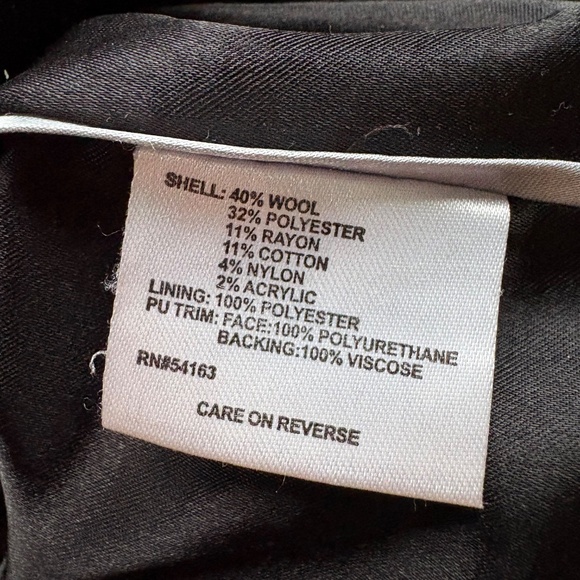 SHELL: 40% WOOL
32% POLYESTER
11% RAYON
11% COTTON
4% NYLON
2% ACRYLIC
LINING: 100% POLYESTER
PU TRIM: FACE:100% POLYURETHANE
BACKING:100% VISCOSE
RN#54163
CARE ON REVERSE